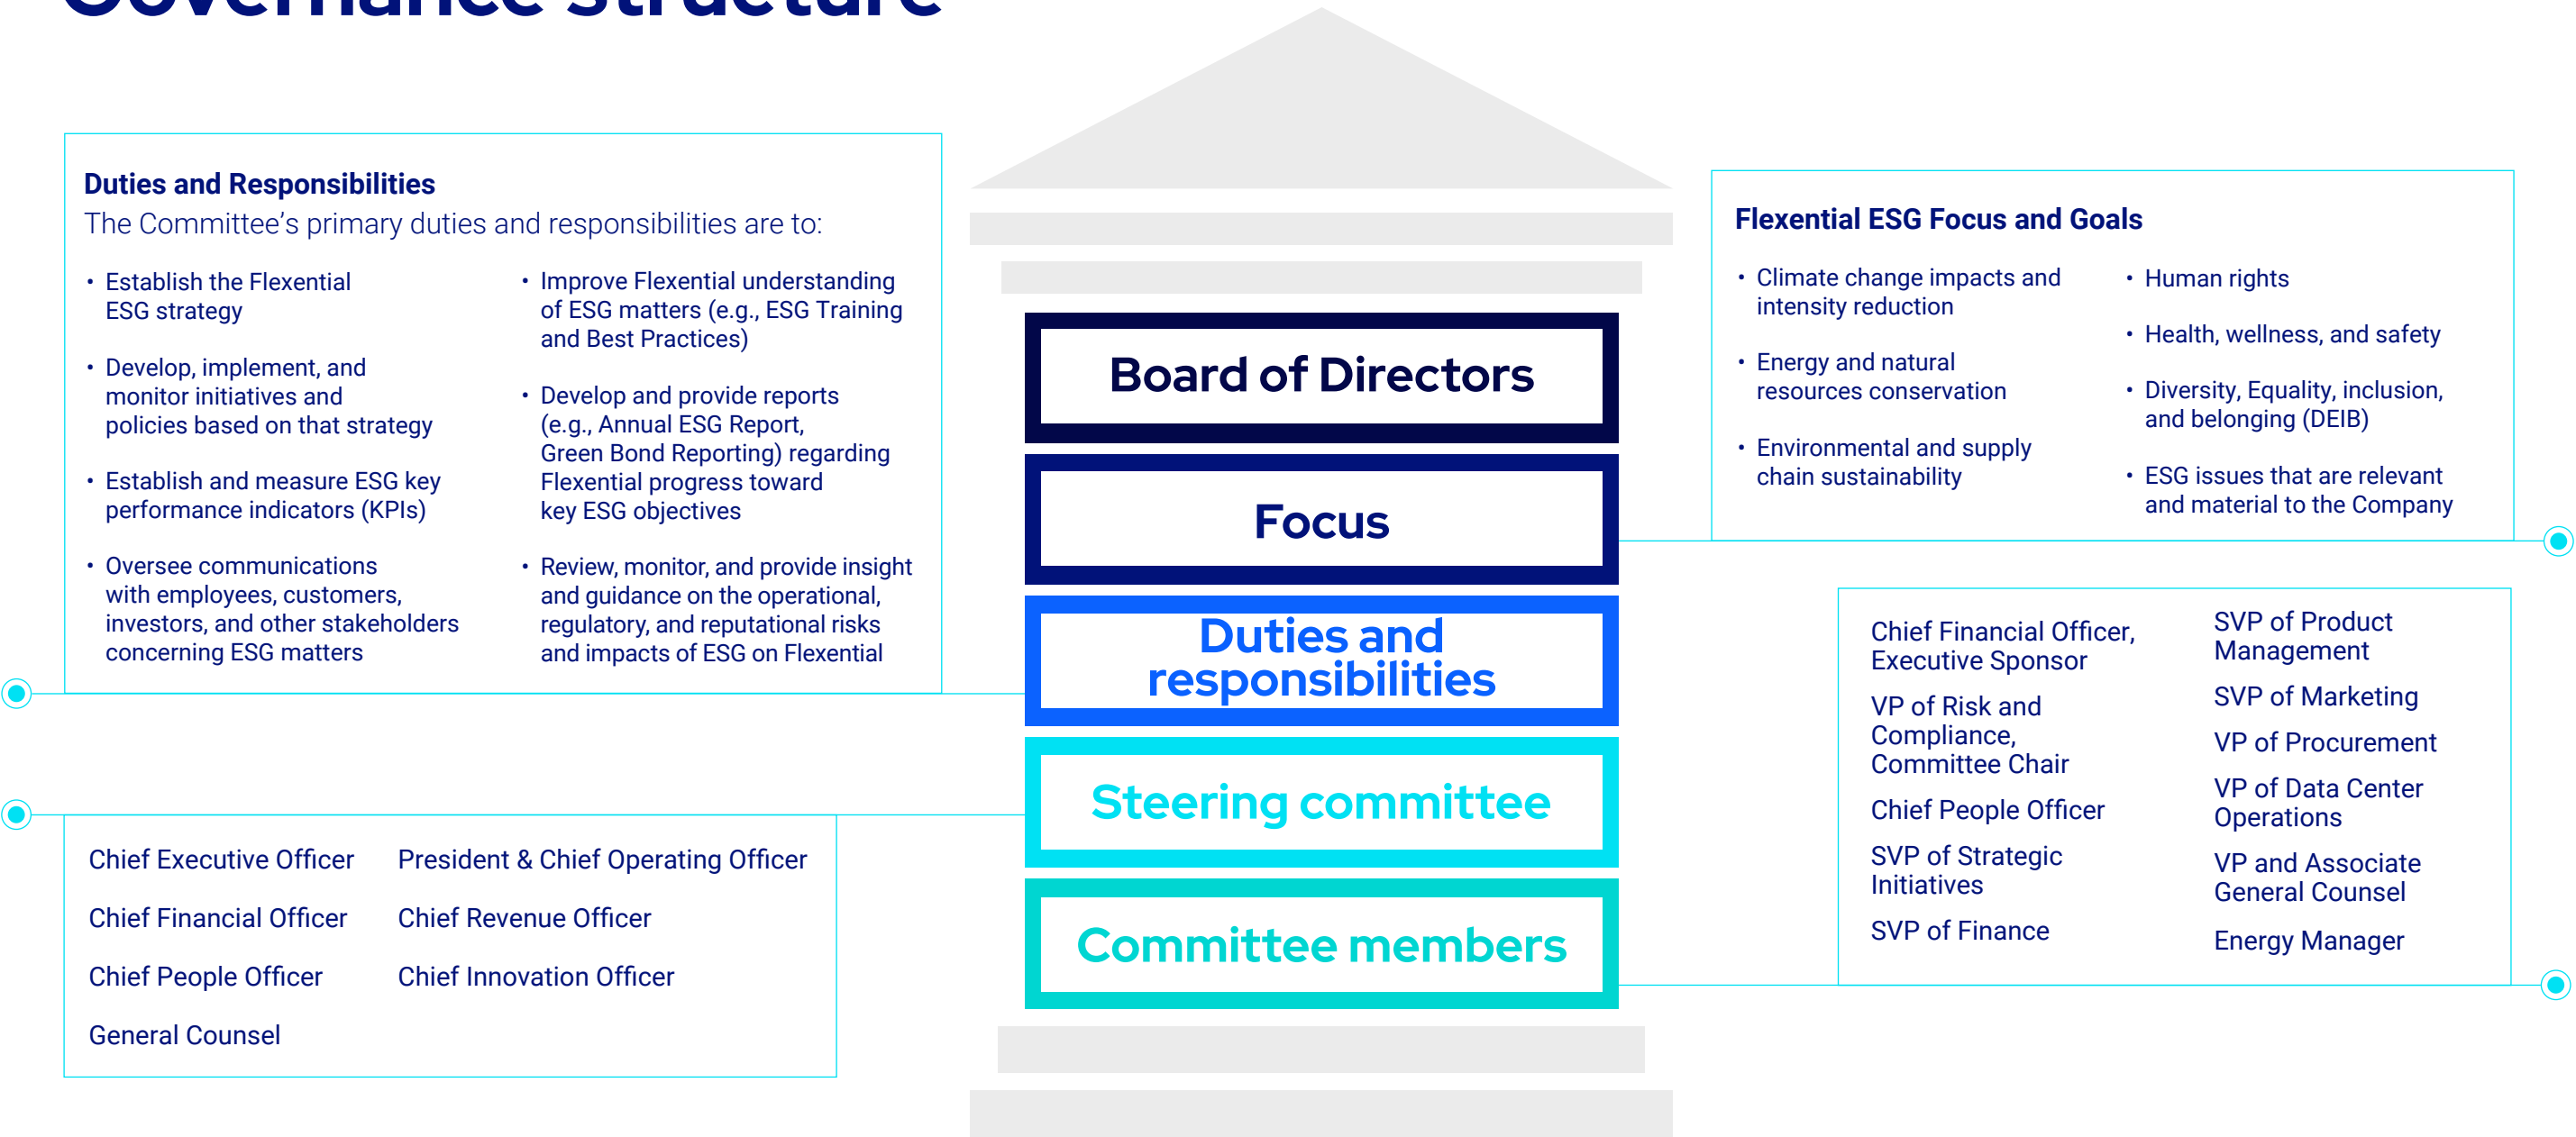 Governance structure
Duties and Responsibilities
The Committee's primary duties and responsibilities are to:
• Establish the Flexential
ESG strategy
• Develop, implement, and
monitor initiatives and
policies based on that strategy
• Establish and measure ESG key
performance indicators (KPIs)
• Oversee communications
with employees, customers,
investors, and other stakeholders
concerning ESG matters
• Improve Flexential understanding
of ESG matters (e.g., ESG Training
and Best Practices)
• Develop and provide reports
(e.g., Annual ESG Report,
Green Bond Reporting) regarding
Flexential progress toward
key ESG objectives
• Review, monitor, and provide insight
and guidance on the operational,
regulatory, and reputational risks
and impacts of ESG on Flexential
Board of Directors
Focus
Duties and
responsibilities
Steering committee
Committee members
Flexential ESG Focus and Goals
• Climate change impacts and
intensity reduction
• Energy and natural
resources conservation
• Environmental and supply
chain sustainability
• Human rights
• Health, wellness, and safety
• Diversity, Equality, inclusion,
and belonging (DEIB)
• ESG issues that are relevant
and material to the Company
Chief Executive Officer
Chief Financial Officer
Chief People Officer
General Counsel
President & Chief Operating Officer
Chief Revenue Officer
Chief Innovation Officer
Chief Financial Officer,
Executive Sponsor
VP of Risk and
Compliance,
Committee Chair
Chief People Officer
SVP of Strategic
Initiatives
SVP of Finance
SVP of Product
Management
SVP of Marketing
VP of Procurement
VP of Data Center
Operations
VP and Associate
General Counsel
Energy Manager